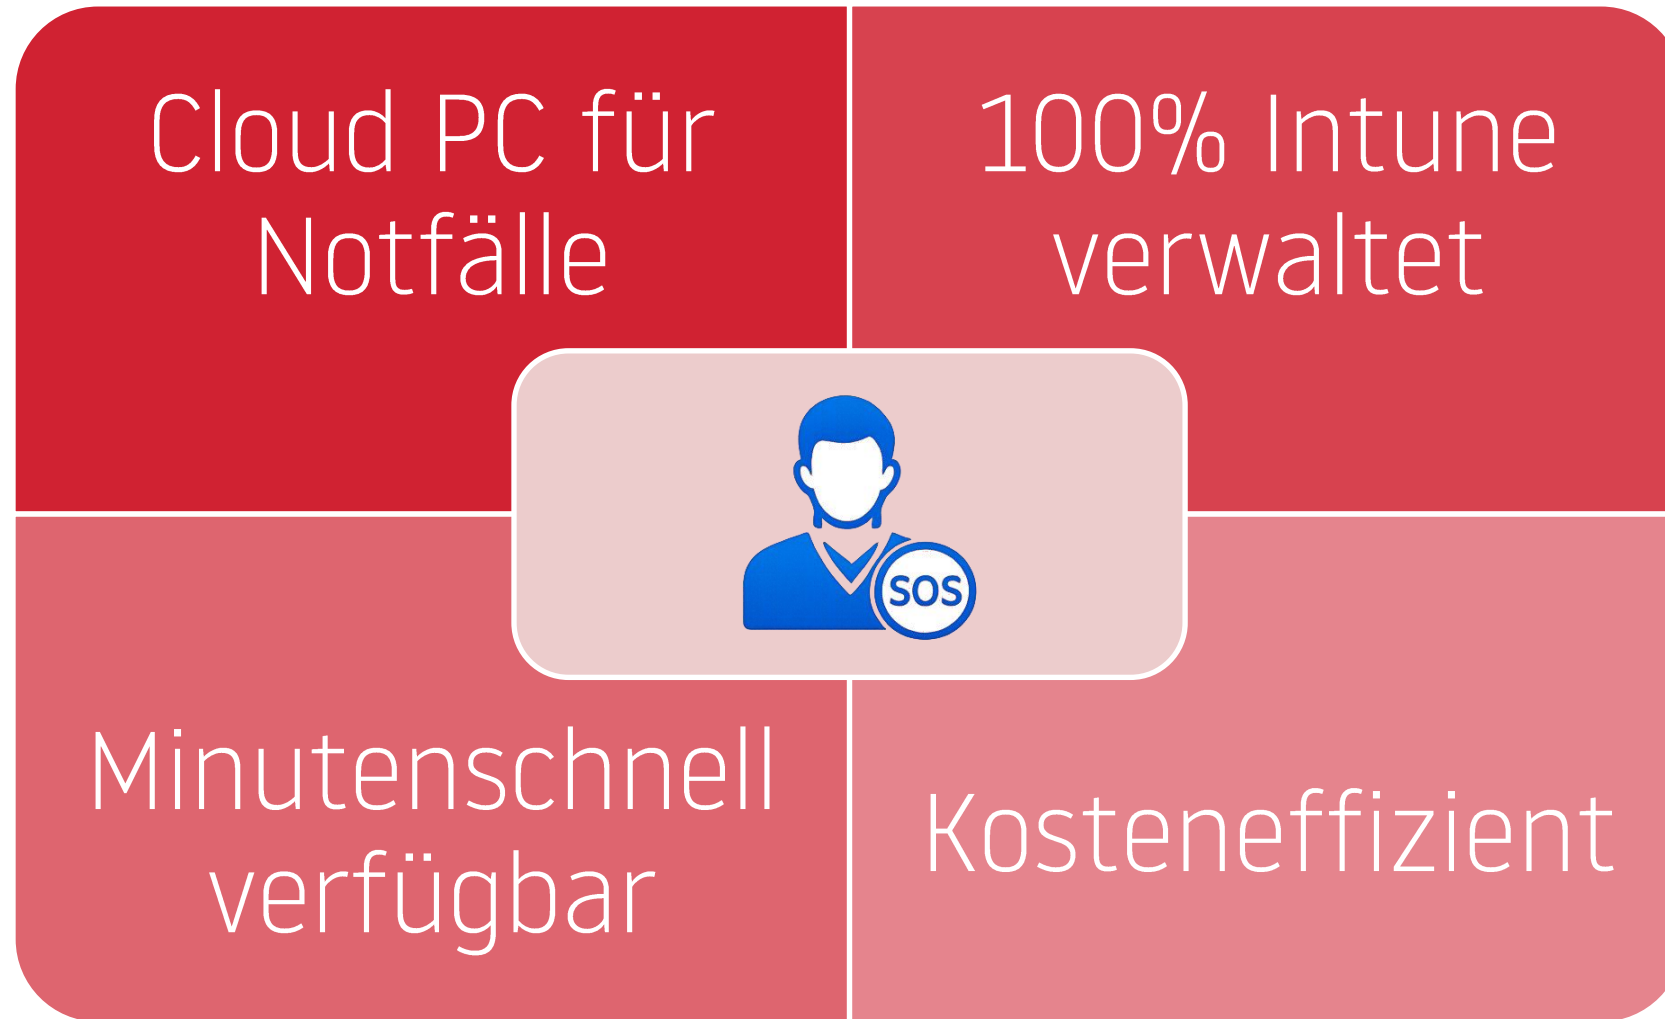 Cloud PC für
Notfälle
100% Intune
verwaltet
SOS
Minutenschnell
verfügbar
Kosteneffizient